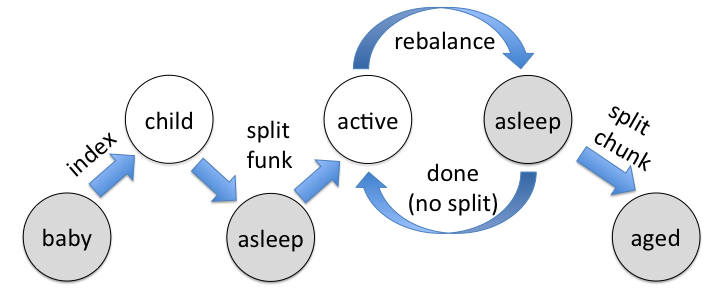 baby
index
child
asleep
split
funk
active
rebalance
asleep
done
(no split)
split
chunk
aged